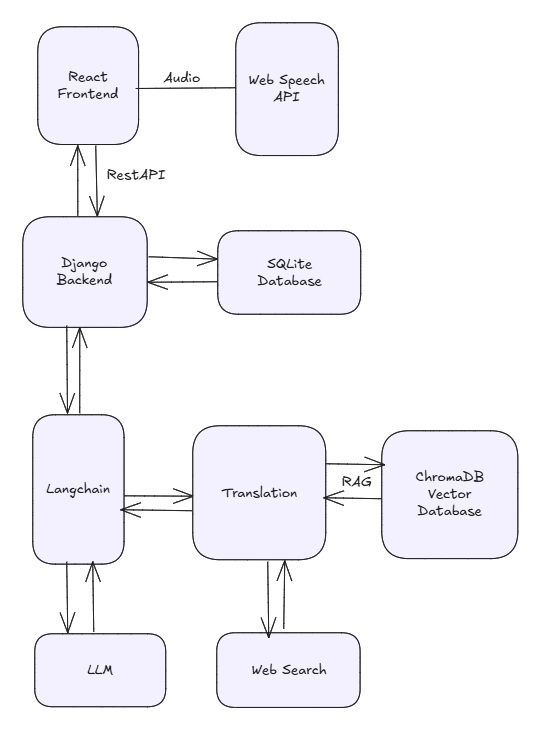 React
Frontend
Audio
Web Speech
API
RestAPI
Django
Backend
SQLite
Database
Langchain
Translation
RAG
ChromaDB
Vector
Database
LLM
Web Search